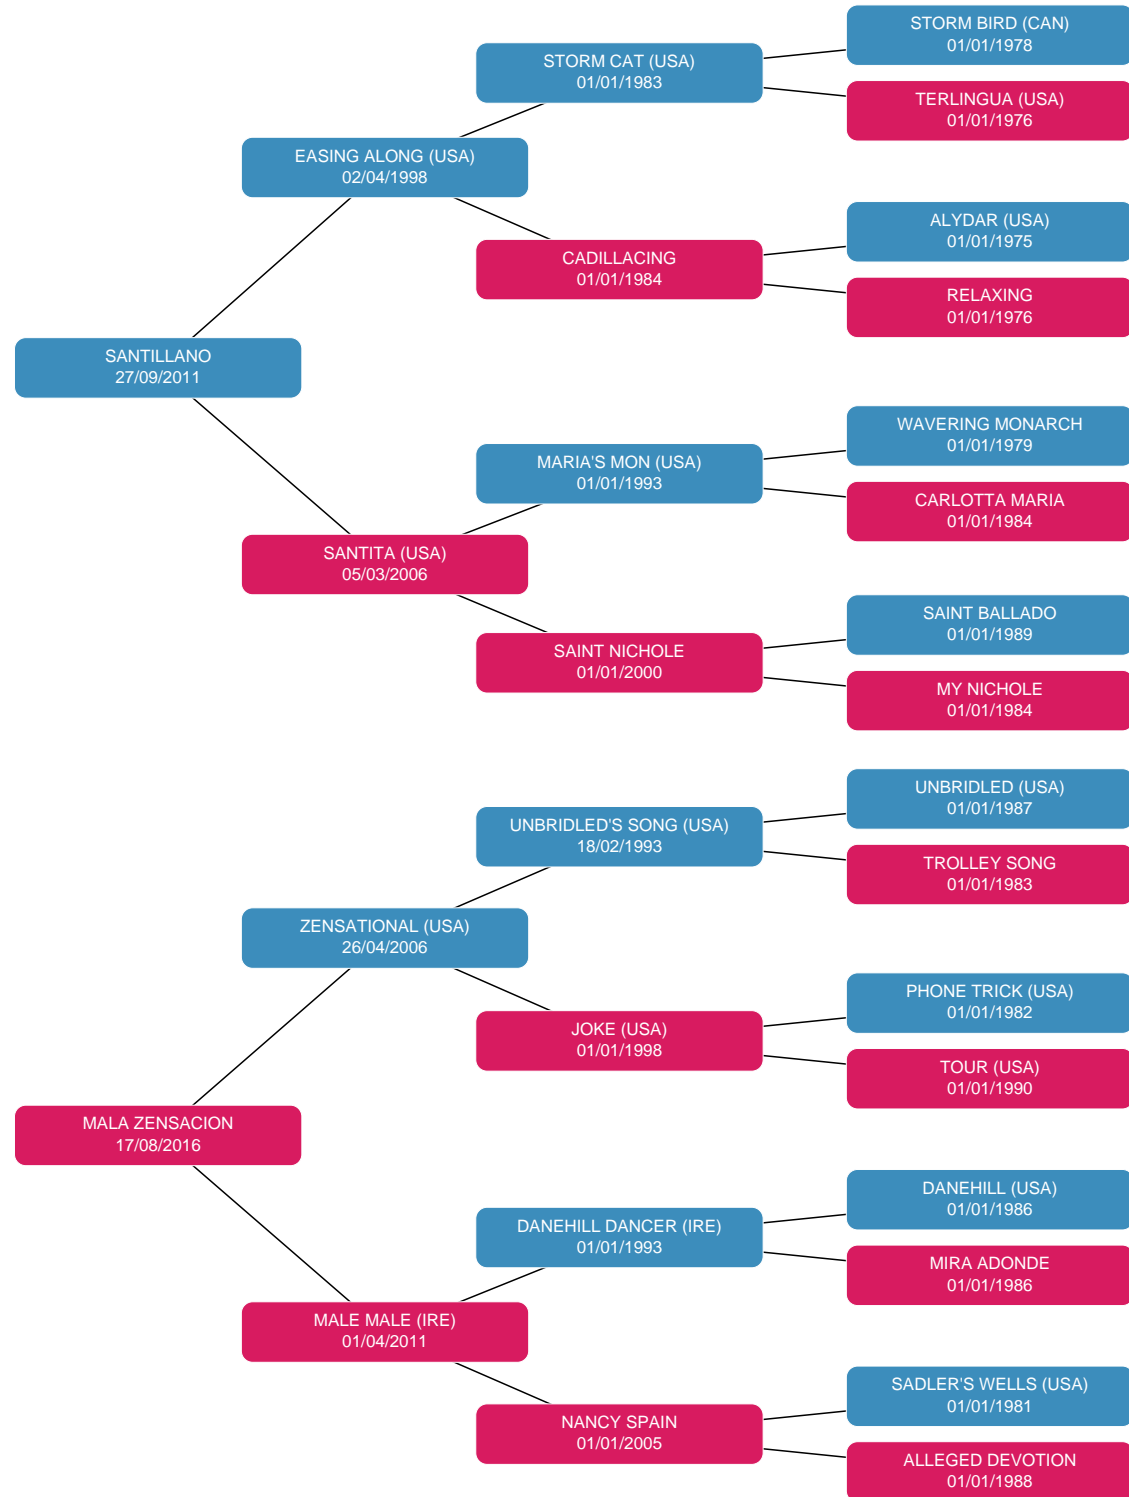 STORM BIRD (CAN)
01/01/1978
STORM CAT (USA)
01/01/1983
TERLINGUA (USA)
01/01/1976
EASING ALONG (USA)
02/04/1998
ALYDAR (USA)
01/01/1975
CADILLACING
01/01/1984
RELAXING
01/01/1976
SANTILLANO
27/09/2011
WAVERING MONARCH
01/01/1979
MARIA'S MON (USA)
01/01/1993
CARLOTTA MARIA
01/01/1984
SANTITA (USA)
05/03/2006
SAINT BALLADO
01/01/1989
SAINT NICHOLE
01/01/2000
MY NICHOLE
01/01/1984
UNBRIDLED (USA)
01/01/1987
UNBRIDLED'S SONG (USA)
18/02/1993
TROLLEY SONG
01/01/1983
ZENSATIONAL (USA)
26/04/2006
PHONE TRICK (USA)
01/01/1982
JOKE (USA)
01/01/1998
TOUR (USA)
01/01/1990
MALA ZENSACION
17/08/2016
DANEHILL (USA)
01/01/1986
DANEHILL DANCER (IRE)
01/01/1993
MIRA ADONDE
01/01/1986
MALE MALE (IRE)
01/04/2011
SADLER'S WELLS (USA)
01/01/1981
NANCY SPAIN
01/01/2005
ALLEGED DEVOTION
01/01/1988